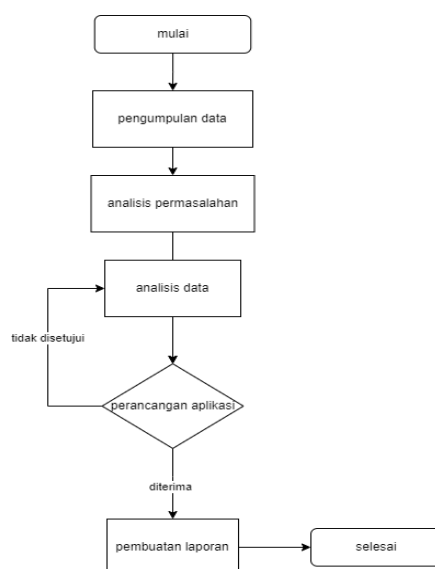 mulai
pengumpulan data
analisis permasalahan
analisis data
tidak disetujui
perancangan aplikasi
diterima
pembuatan laporan
selesai